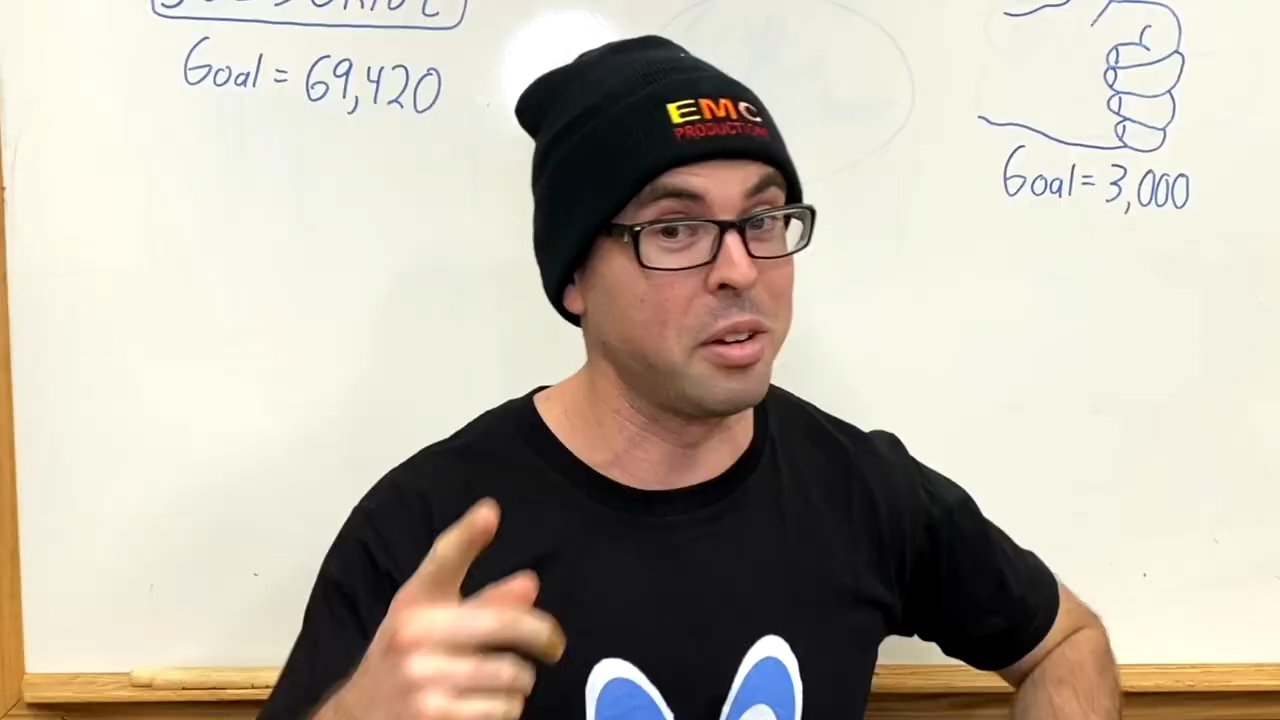 Goal = 69,420
EMC
PRODUCTIONS
Goal = 3,000